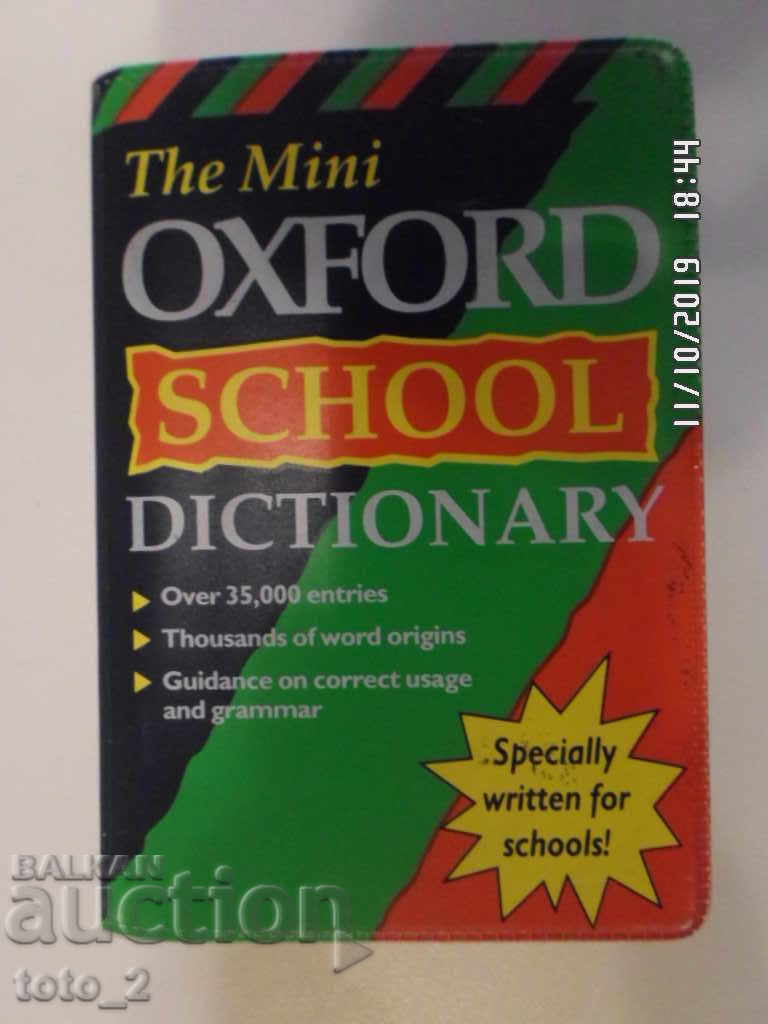 The Mini
OXFORD
SCHOOL
DICTIONARY
Over 35,000 entries
Thousands of word origins
Guidance on correct usage
and grammar
Specially
written for
schools!
11/01/2019 18:44
BALKAN
auction
toto_2